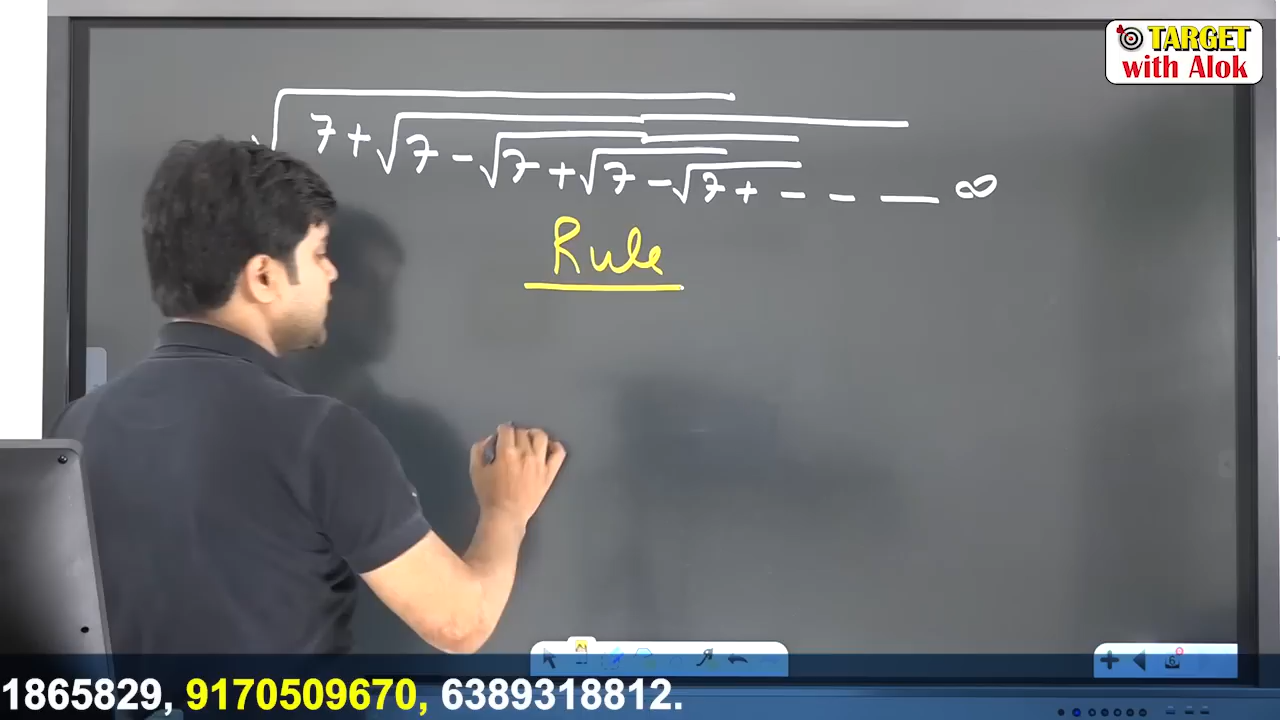 TARGET
with Alok
√7+√7-√7+√7-√7+ - - — ∞
Rule
1865829, 9170509670, 6389318812.